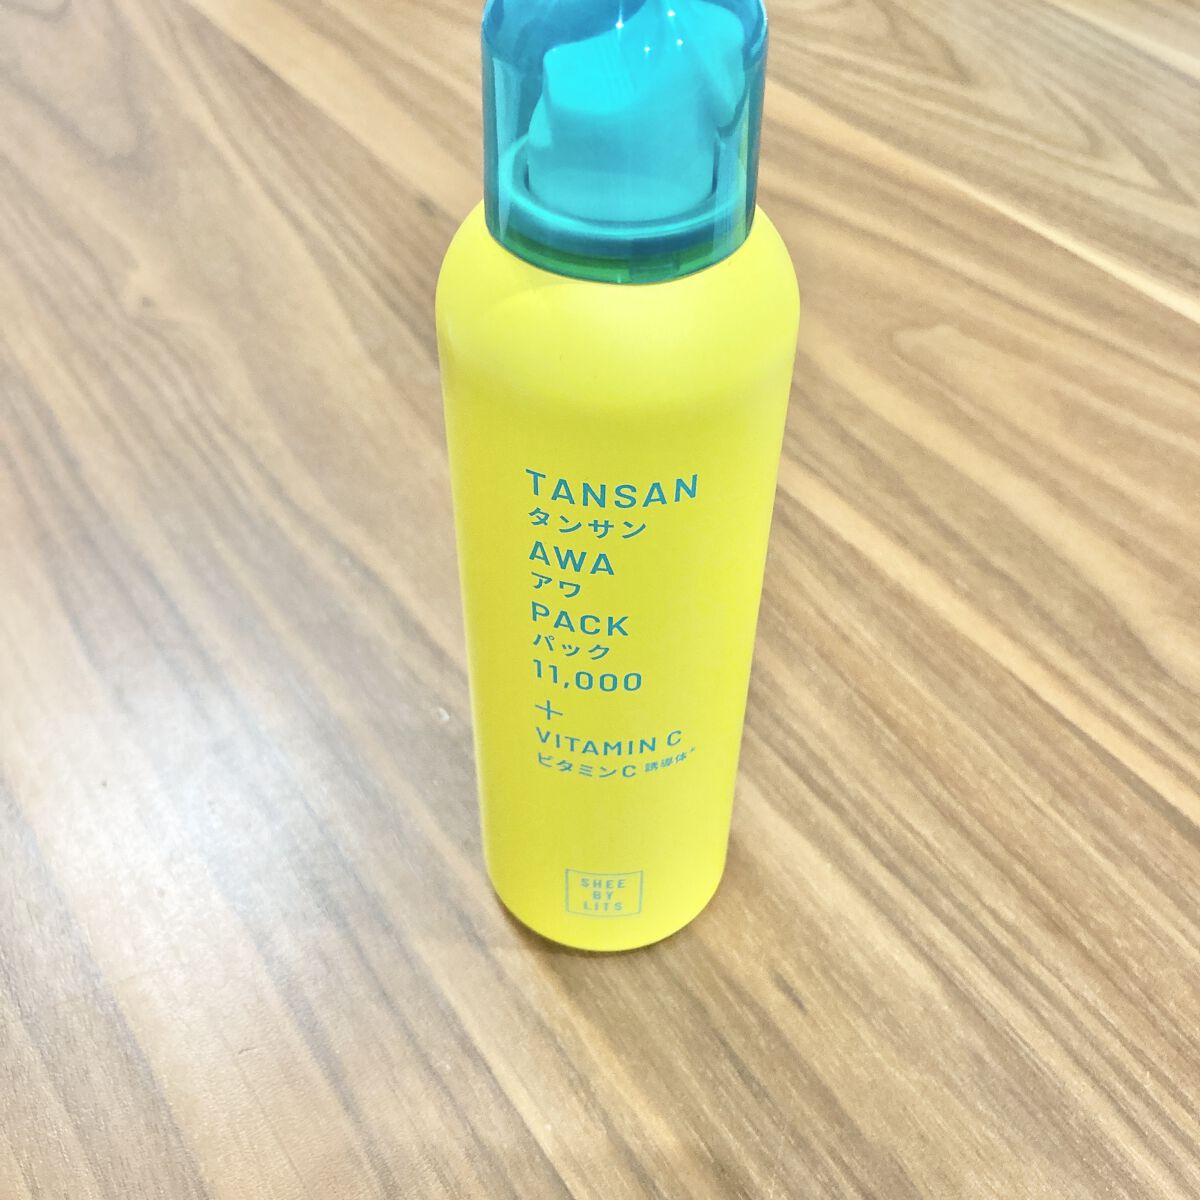 TANSAN
タンサン
AWA
アワ
PACK
パック
11,000
+
VITAMIN C
ビタミンC 誘導体*
SHEE
BY
LITS